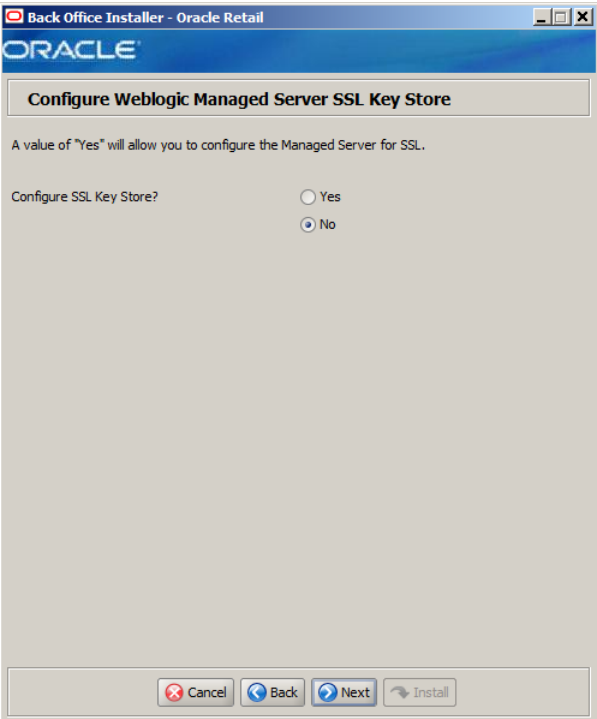 Back Office Installer - Oracle Retail
ORACLE
Configure Weblogic Managed Server SSL Key Store
A value of "Yes" will allow you to configure the Managed Server for SSL.
Configure SSL Key Store?
Yes
No
Cancel Back Next Install